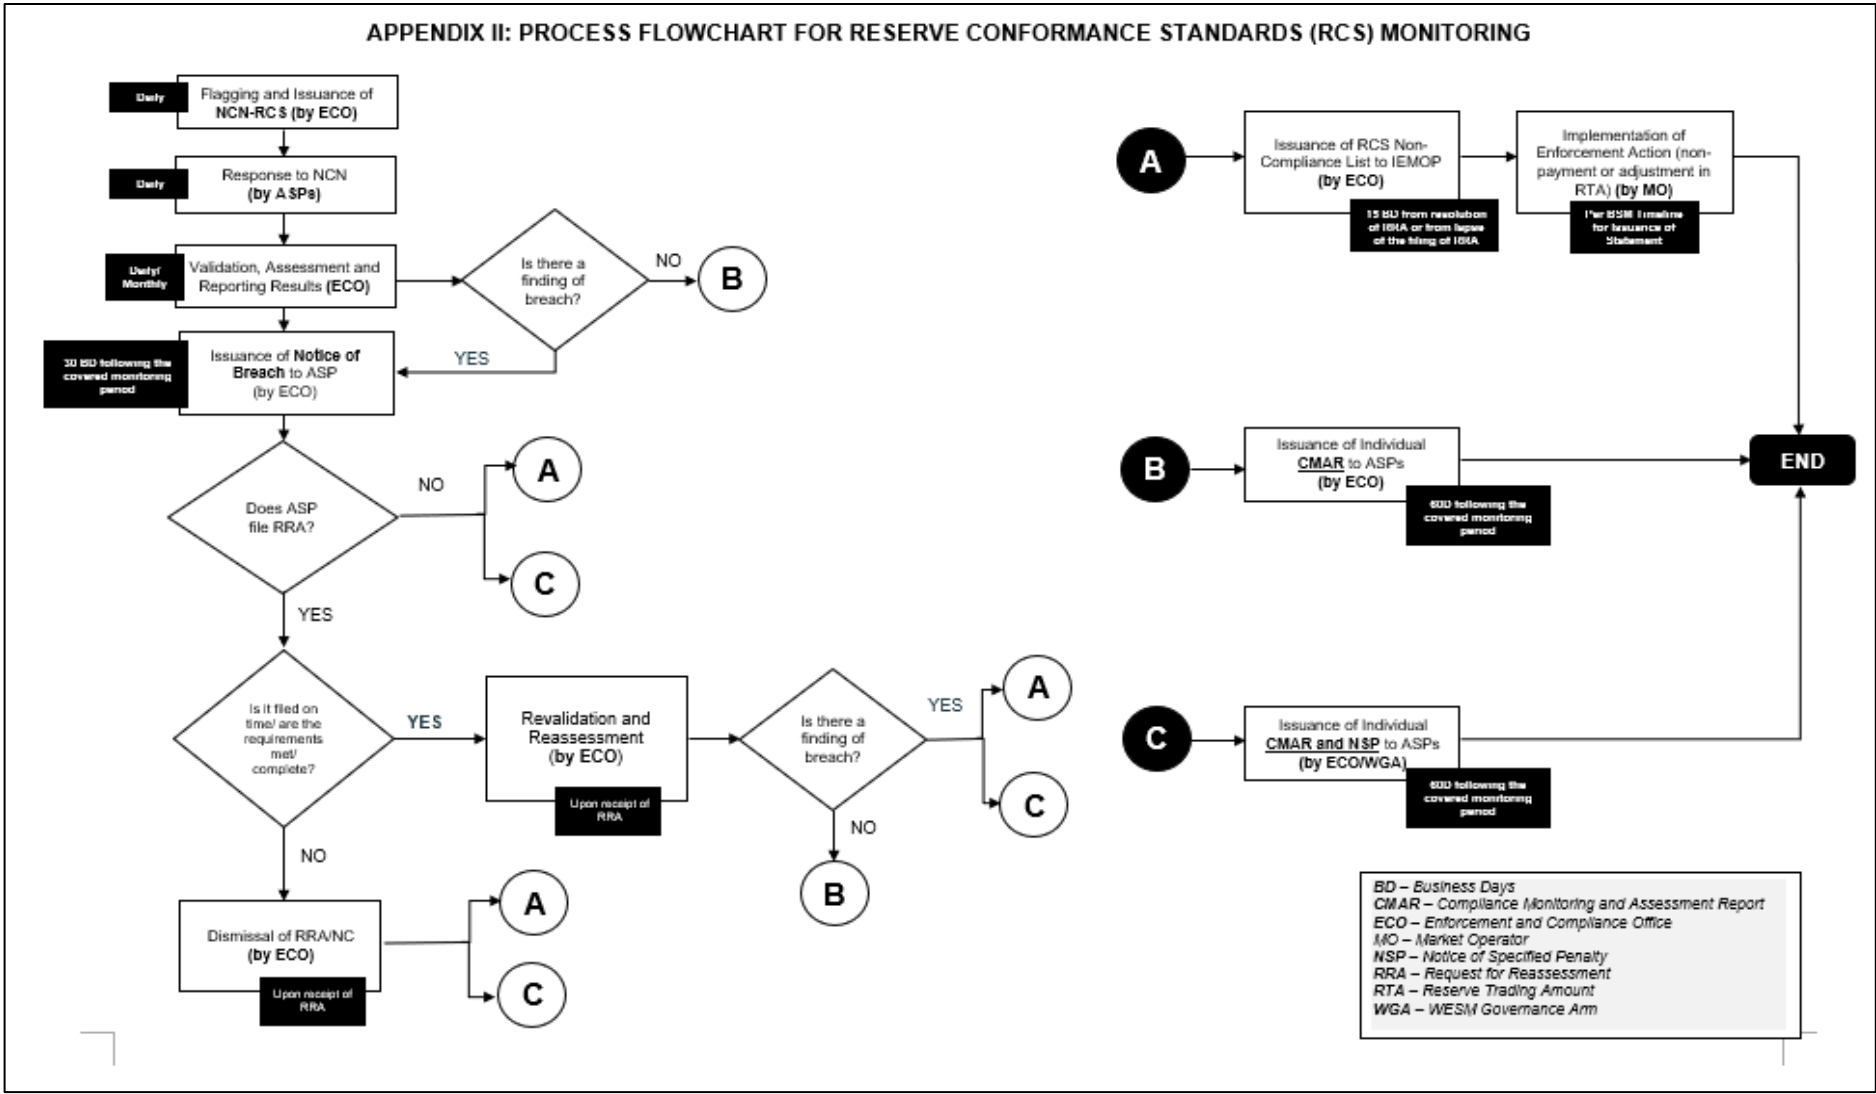 APPENDIX II: PROCESS FLOWCHART FOR RESERVE CONFORMANCE STANDARDS (RCS) MONITORING
Daily
Flagging and Issuance of
NCN-RCS (by ECO)
Daily
Response to NCN
(by ASPs)
Daily/
Monthly
Validation, Assessment and
Reporting Results (ECO)
Is there a
finding of
breach?
NO
B
YES
30 BD following the
covered monitoring
period
Issuance of Notice of
Breach to ASP
(by ECO)
Does ASP
file RRA?
NO
A
C
YES
Is it filed on
time/ are the
requirements
met/
complete?
YES
Revalidation and
Reassessment
(by ECO)
Upon receipt of
RRA
Is there a
finding of
breach?
YES
A
C
NO
B
NO
Dismissal of RRA/NC
(by ECO)
Upon receipt of
RRA
A
C
A
Issuance of RCS Non-
Compliance List to IEMOP
(by ECO)
15 BD from resolution
of RRA or from lapse
of the filing of RRA
Implementation of
Enforcement Action (non-
payment or adjustment in
RTA) (by MO)
Per BSM Timeline
for Issuance of
Statement
B
Issuance of Individual
CMAR to ASPs
(by ECO)
following the
covered monitoring
period
END
C
Issuance of Individual
CMAR and NSP to ASPs
(by ECO/WGA)
following the
covered monitoring
period
BD – Business Days
CMAR – Compliance Monitoring and Assessment Report
ECO – Enforcement and Compliance Office
MO – Market Operator
NSP – Notice of Specified Penalty
RRA – Request for Reassessment
RTA – Reserve Trading Amount
WGA – WESM Governance Arm